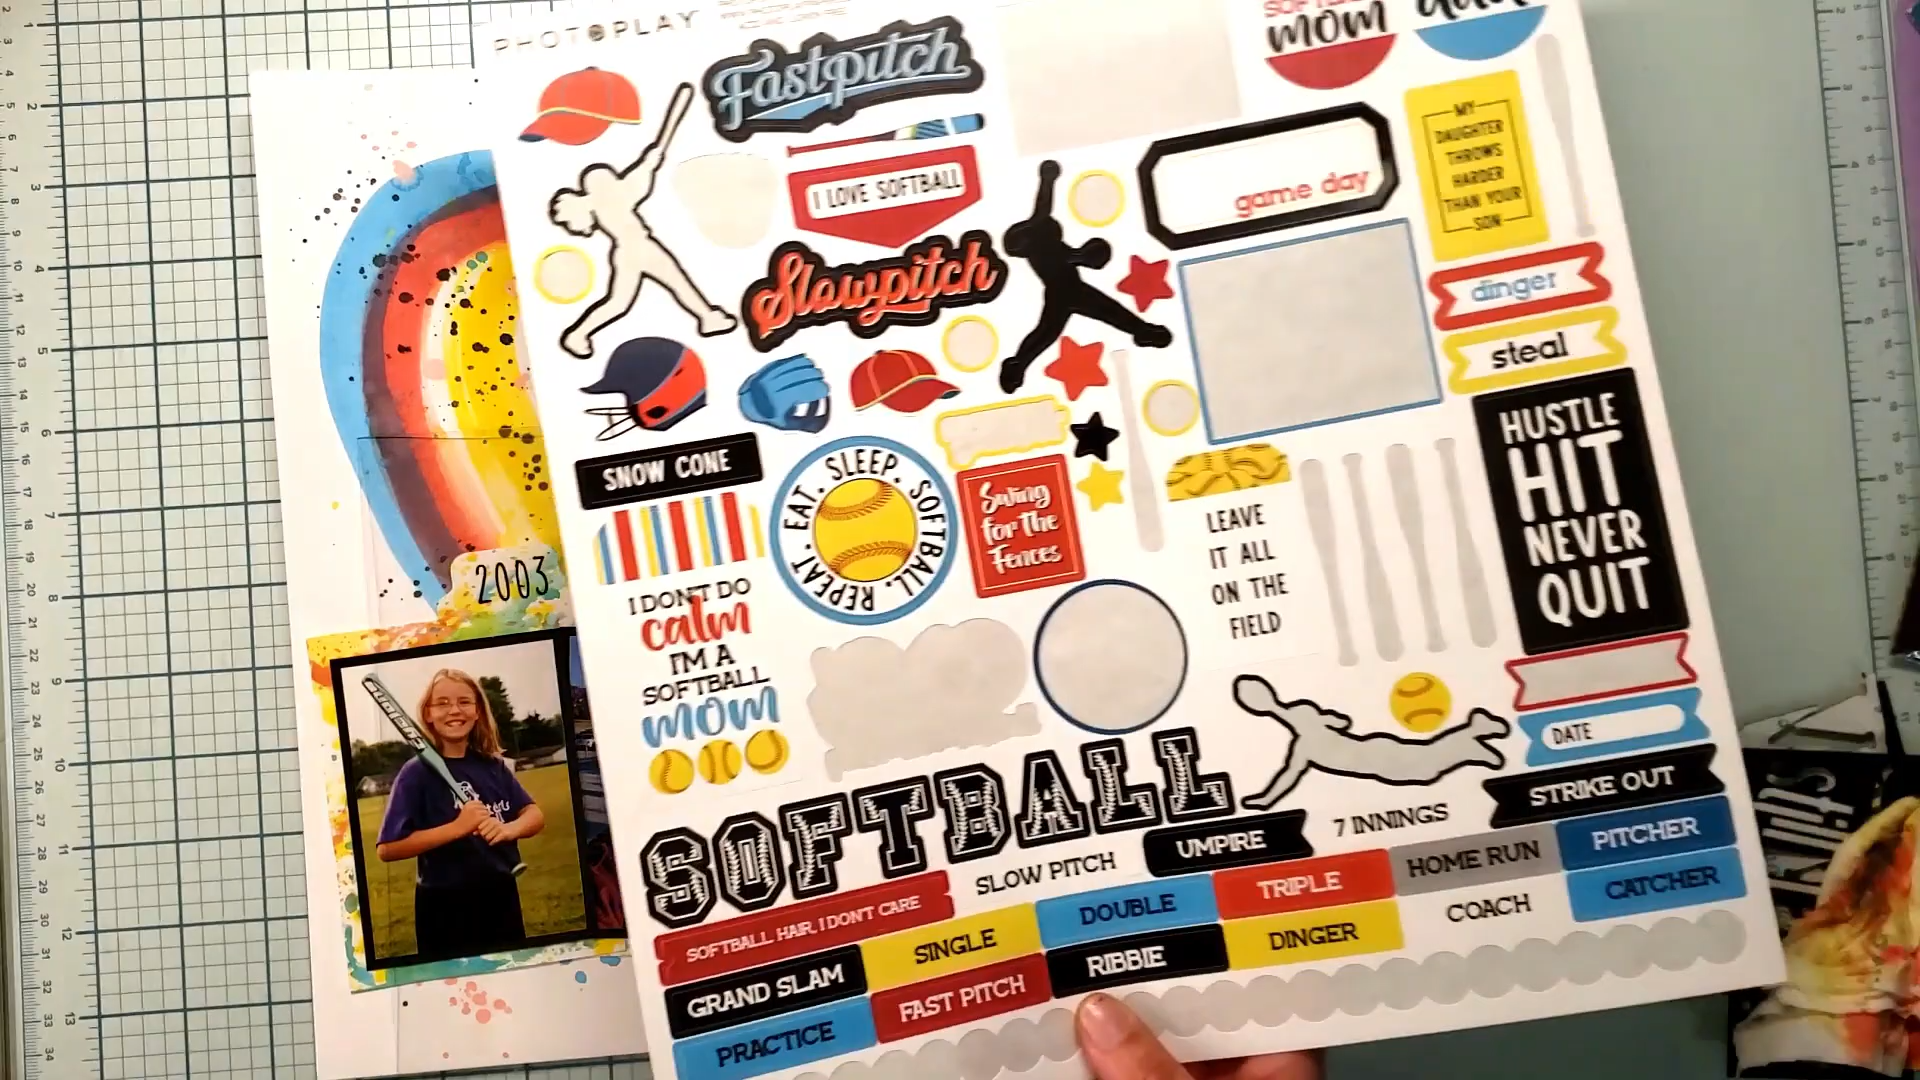 PHOTOPLAY
Fastpitch
SOFTBALL
mom
dad
I LOVE SOFTBALL
game day
MY
DAUGHTER
THROWS
HARDER
THAN YOUR
SON
Slowpitch
dinger
steal
HUSTLE
HIT
NEVER
QUIT
SNOW CONE
EAT. SLEEP. SOFTBALL. REPEAT.
Swing
for the
Fences
LEAVE
IT ALL
ON THE
FIELD
2003
I DON'T DO
calm
I'M A
SOFTBALL
mom
DATE
SOFTBALL
UMPIRE
7 INNINGS
STRIKE OUT
SOFTBALL HAIR, I DON'T CARE
SLOW PITCH
DOUBLE
TRIPLE
HOME RUN
PITCHER
GRAND SLAM
SINGLE
RIBBIE
DINGER
COACH
CATCHER
PRACTICE
FAST PITCH